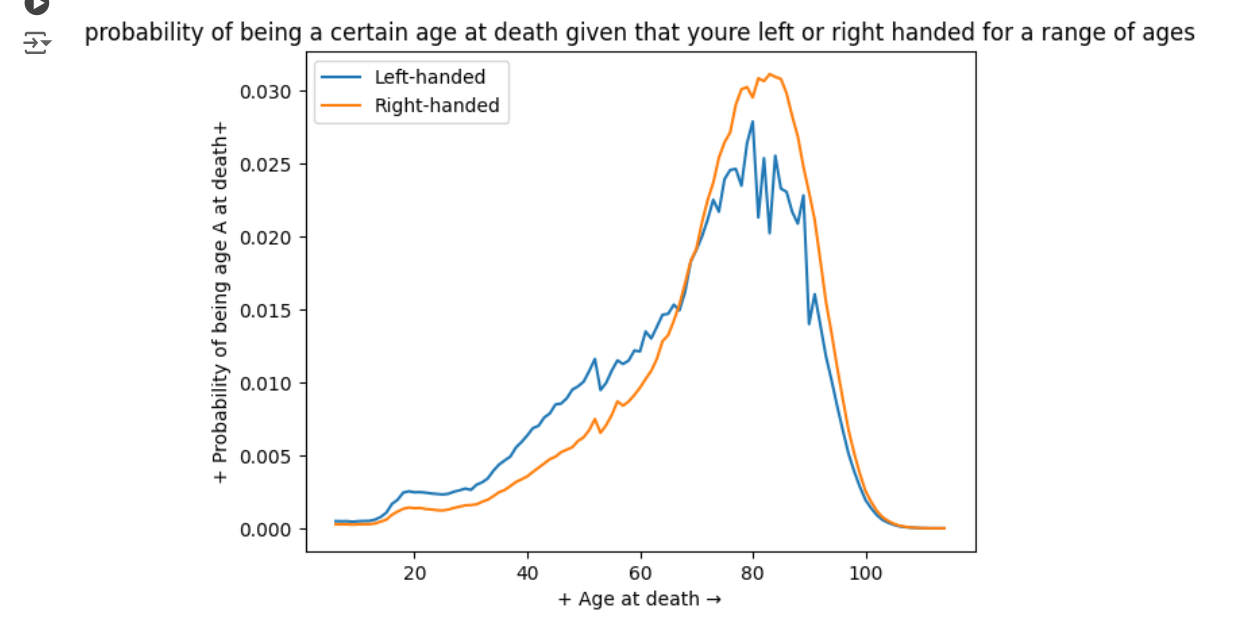 probability of being a certain age at death given that youre left or right handed for a range of ages
Left-handed
Right-handed
+ Probability of being age A at death+
0.030
0.025
0.020
0.015
0.010
0.005
0.000
20 40 60 80 100
+ Age at death →